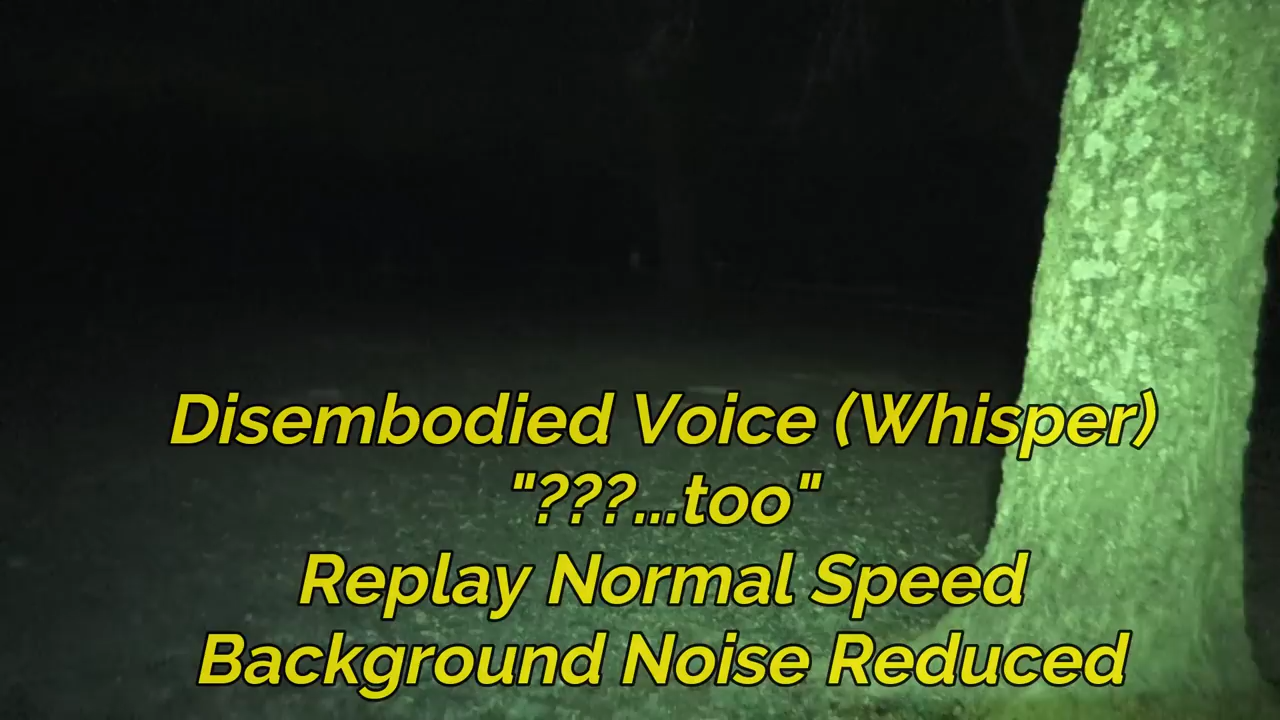 Disembodied Voice (Whisper)
"???...too"
Replay Normal Speed
Background Noise Reduced